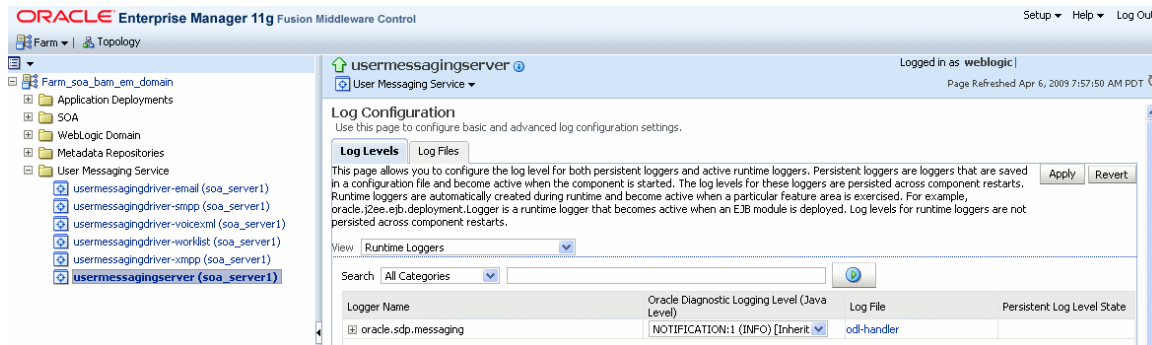 ORACLE Enterprise Manager 11g Fusion Middleware Control
Setup Help Log Out
Farm | Topology
Farm_soa_bam_em_domain
Application Deployments
SOA
WebLogic Domain
Metadata Repositories
User Messaging Service
usermessagingdriver-email (soa_server1)
usermessagingdriver-smpp (soa_server1)
usermessagingdriver-voicexml (soa_server1)
usermessagingdriver-worklist (soa_server1)
usermessagingdriver-xmpp (soa_server1)
usermessagingserver (soa_server1)
usermessagingserver
Logged in as weblogic|
User Messaging Service
Page Refreshed Apr 6, 2009 7:57:50 AM PDT
Log Configuration
Use this page to configure basic and advanced log configuration settings.
Log Levels Log Files
This page allows you to configure the log level for both persistent loggers and active runtime loggers. Persistent loggers are loggers that are saved
in a configuration file and become active when the component is started. The log levels for these loggers are persisted across component restarts.
Runtime loggers are automatically created during runtime and become active when a particular feature area is exercised. For example,
oracle.j2ee.ejb.deployment.Logger is a runtime logger that becomes active when an EJB module is deployed. Log levels for runtime loggers are not
persisted across component restarts.
Apply Revert
View Runtime Loggers
Search All Categories
Logger Name
Oracle Diagnostic Logging Level (Java
Level)
Log File
Persistent Log Level State
oracle.sdp.messaging
NOTIFICATION:1 (INFO) [Inherit
odl-handler